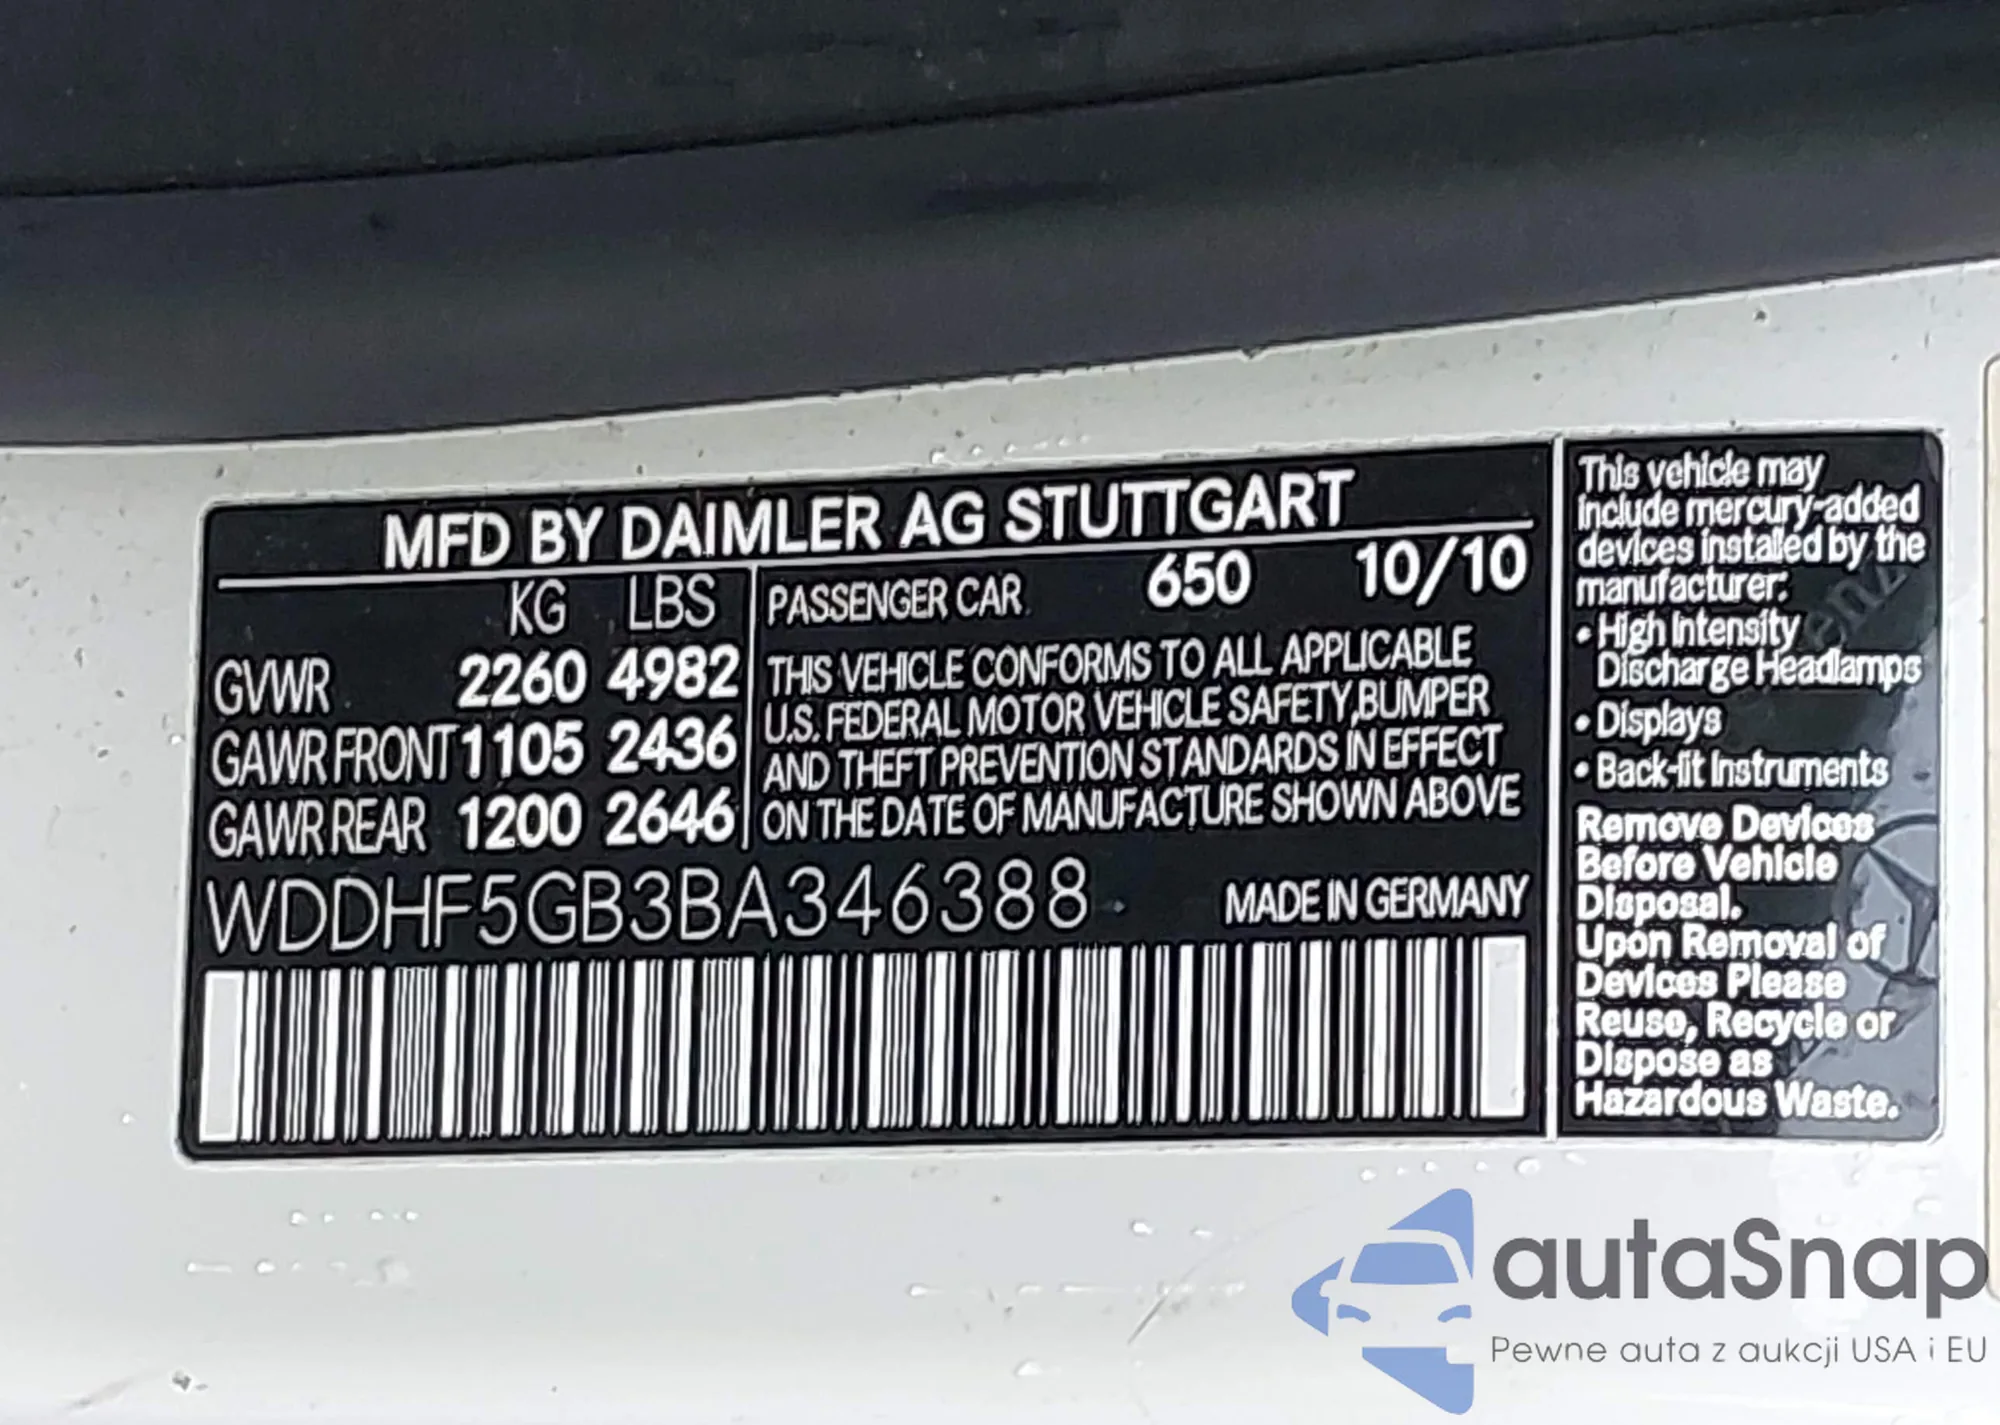 MFD BY DAIMLER AG STUTTGART
KG LBS
GVWR 2260 4982
GAWR FRONT 1105 2436
GAWR REAR 1200 2646
PASSENGER CAR 650 10/10
THIS VEHICLE CONFORMS TO ALL APPLICABLE
U.S. FEDERAL MOTOR VEHICLE SAFETY, BUMPER
AND THEFT PREVENTION STANDARDS IN EFFECT
ON THE DATE OF MANUFACTURE SHOWN ABOVE
WDDHF5GB3BA346388
MADE IN GERMANY
This vehicle may
include mercury-added
devices installed by the
manufacturer:
• High Intensity
Discharge Headlamps
• Displays
• Back-lit Instruments
Remove Devices
Before Vehicle
Disposal.
Upon Removal of
Devices Please
Reuse, Recycle or
Dispose as
Hazardous Waste.
autaSnap
Pewne auta z aukcji USA i EU